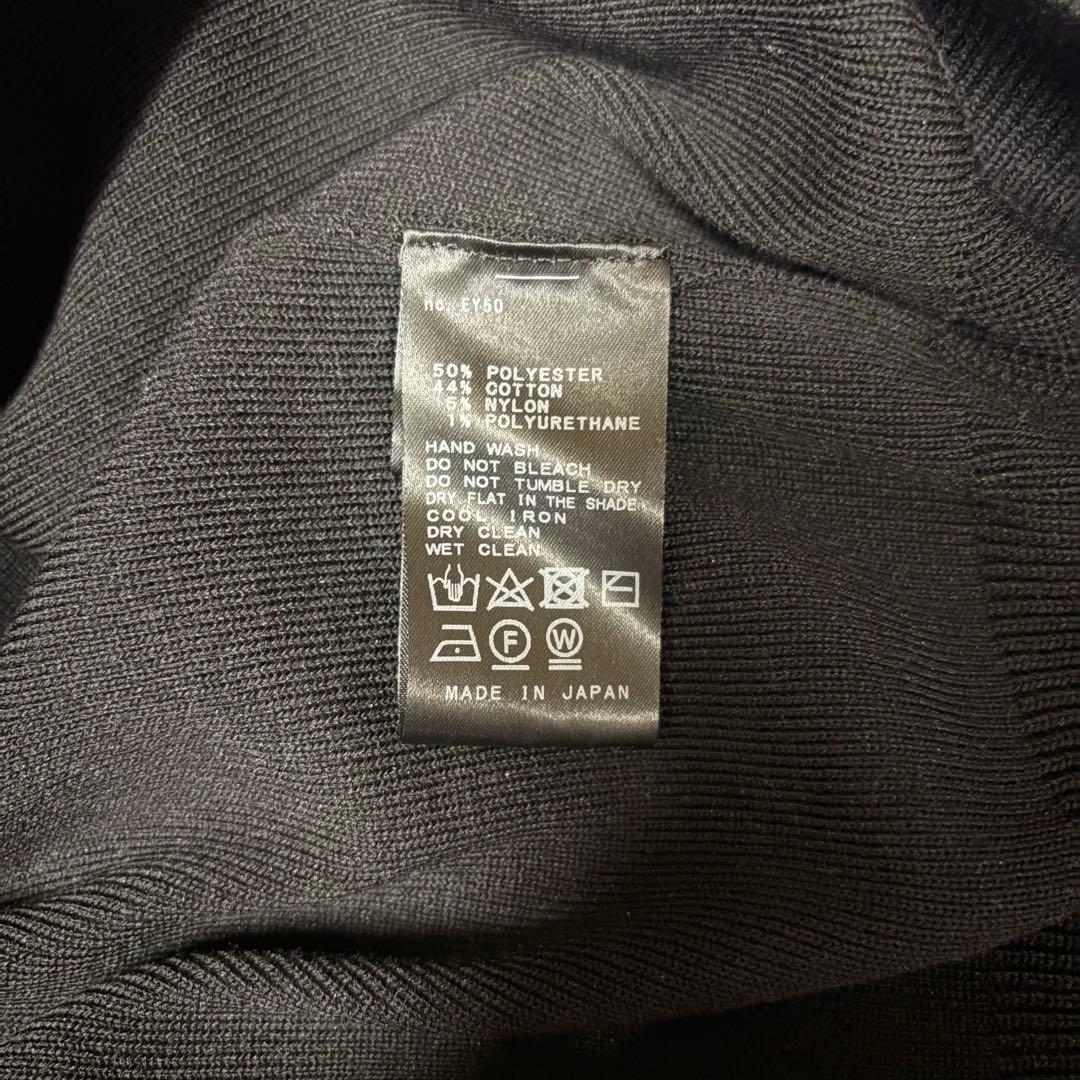 no. EY50
50% POLYESTER
44% COTTON
5% NYLON
1% POLYURETHANE
HAND WASH
DO NOT BLEACH
DO NOT TUMBLE DRY
DRY FLAT IN THE SHADE
COOL IRON
DRY CLEAN
WET CLEAN
F W
MADE IN JAPAN